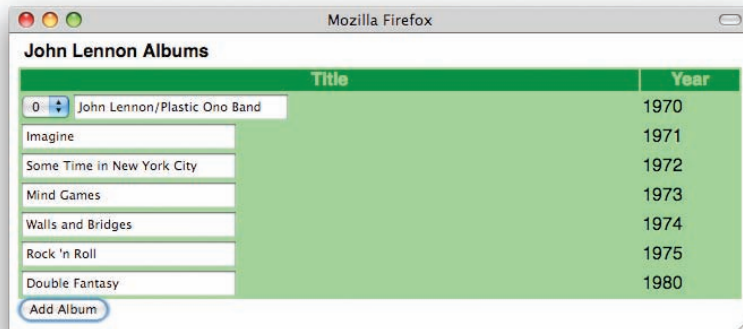 Mozilla Firefox
John Lennon Albums
Title Year
0 John Lennon/Plastic Ono Band 1970
Imagine 1971
Some Time in New York City 1972
Mind Games 1973
Walls and Bridges 1974
Rock 'n Roll 1975
Double Fantasy 1980
Add Album